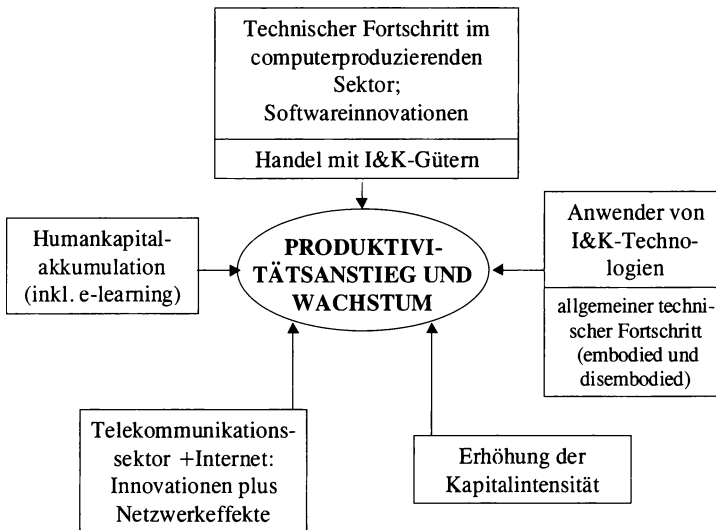 Technischer Fortschritt im
computerproduzierenden
Sektor;
Softwareinnovationen
Handel mit I&K-Gütern
Humankapital-
akkumulation
(inkl. e-learning)
PRODUKTIVI-
TÄTSANSTIEG UND
WACHSTUM
Anwender von
I&K-Techno-
logien
allgemeiner techni-
scher Fortschritt
(embodied und
disembodied)
Telekommunikations-
sektor +Internet:
Innovationen plus
Netzwerkeffekte
Erhöhung der
Kapitalintensität